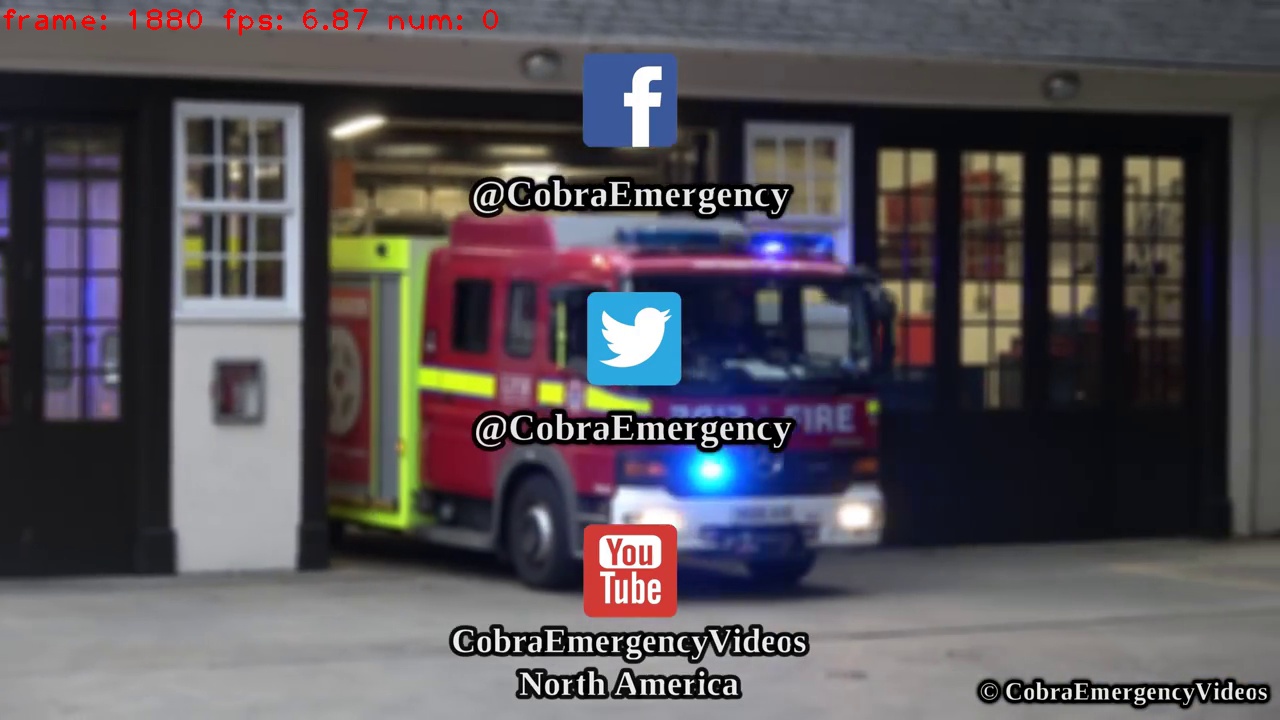 frame: 1880 fps: 6.87 num: 0
@CobraEmergency
@CobraEmergency
FIRE
You
Tube
CobraEmergencyVideos
North America
© CobraEmergencyVideos